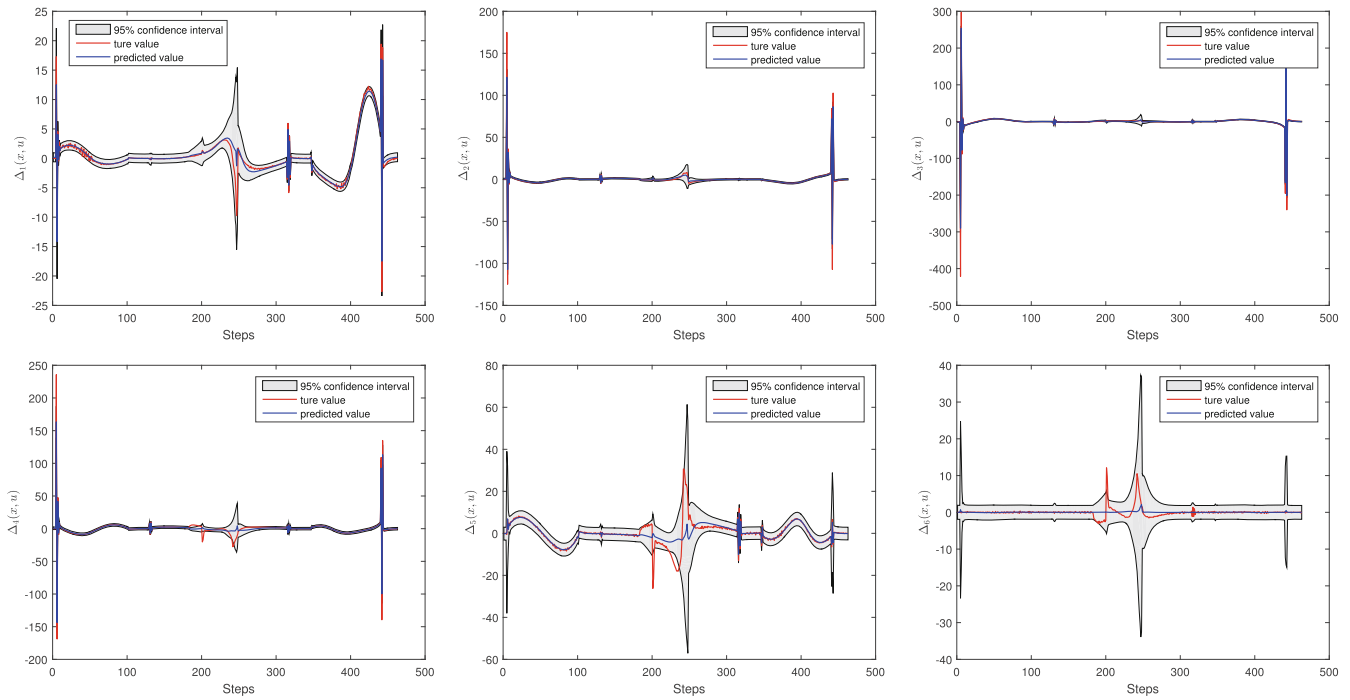 25
20
15
10
5
0
-5
-10
-15
-20
-25
Δ₁(x, u)
95% confidence interval
ture value
predicted value
0 100 200 300 400 500
Steps
200
150
100
50
0
-50
-100
-150
Δ₂(x, u)
95% confidence interval
ture value
predicted value
0 100 200 300 400 500
Steps
300
200
100
0
-100
-200
-300
-400
-500
Δ₃(x, u)
95% confidence interval
ture value
predicted value
0 100 200 300 400 500
Steps
250
200
150
100
50
0
-50
-100
-150
-200
Δ₄(x, u)
95% confidence interval
ture value
predicted value
0 100 200 300 400 500
Steps
80
60
40
20
0
-20
-40
-60
Δ₅(x, u)
95% confidence interval
ture value
predicted value
0 100 200 300 400 500
Steps
40
30
20
10
0
-10
-20
-30
-40
Δ₆(x, u)
95% confidence interval
ture value
predicted value
0 100 200 300 400 500
Steps